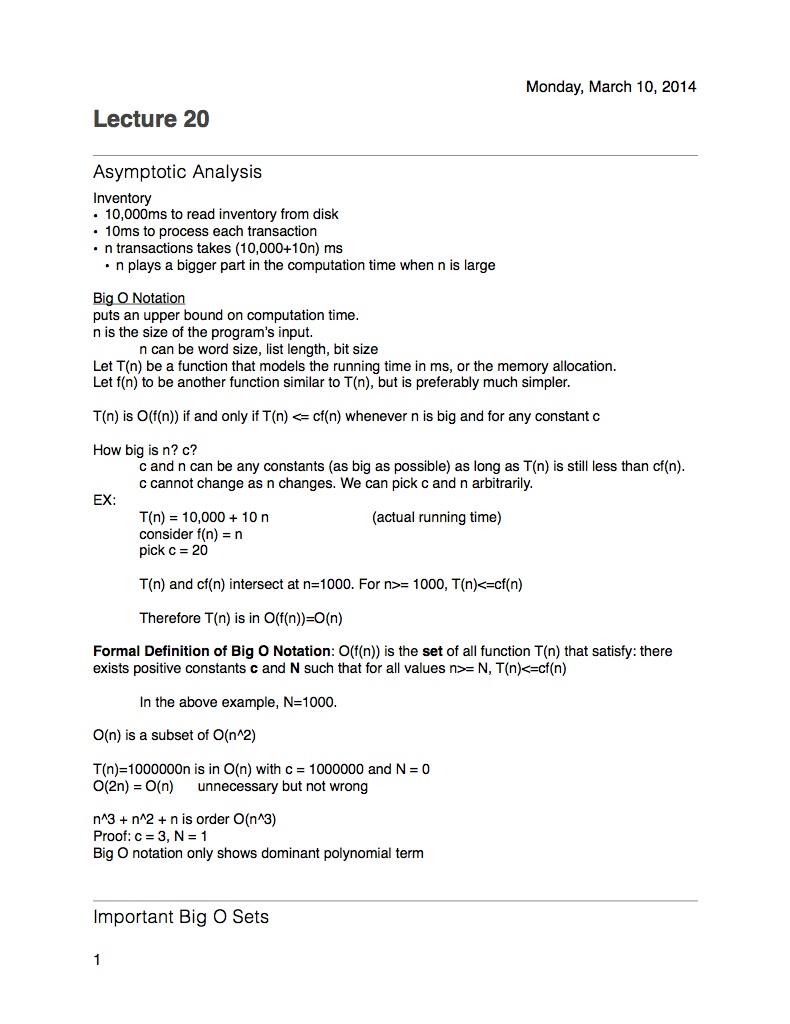 Monday, March 10, 2014
Lecture 20
Asymptotic Analysis
Inventory
• 10,000ms to read inventory from disk
• 10ms to process each transaction
• n transactions takes (10,000+10n) ms
• n plays a bigger part in the computation time when n is large
Big O Notation
puts an upper bound on computation time.
n is the size of the program's input.
n can be word size, list length, bit size
Let T(n) be a function that models the running time in ms, or the memory allocation.
Let f(n) to be another function similar to T(n), but is preferably much simpler.
T(n) is O(f(n)) if and only if T(n) <= cf(n) whenever n is big and for any constant c
How big is n? c?
c and n can be any constants (as big as possible) as long as T(n) is still less than cf(n).
c cannot change as n changes. We can pick c and n arbitrarily.
EX:
T(n) = 10,000 + 10 n (actual running time)
consider f(n) = n
pick c = 20
T(n) and cf(n) intersect at n=1000. For n>= 1000, T(n)<=cf(n)
Therefore T(n) is in O(f(n))=O(n)
Formal Definition of Big O Notation: O(f(n)) is the set of all function T(n) that satisfy: there
exists positive constants c and N such that for all values n>= N, T(n)<=cf(n)
In the above example, N=1000.
O(n) is a subset of O(n^2)
T(n)=1000000n is in O(n) with c = 1000000 and N = 0
O(2n) = O(n) unnecessary but not wrong
n^3 + n^2 + n is order O(n^3)
Proof: c = 3, N = 1
Big O notation only shows dominant polynomial term
Important Big O Sets
1